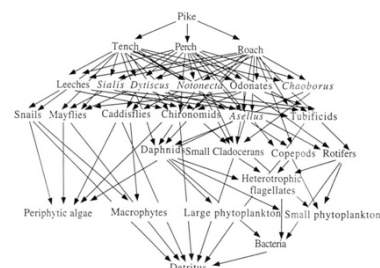 Pike
Tench Perch Roach
Leeches Sialis Dytiscus Notonecta Odonates Chaoborus
Snails Mayflies Caddisflies Chironomids Asellus Tubificids
Daphnids Small Cladocerans Copepods Rotifers
Heterotrophic
flagellates
Periphytic algae Macrophytes Large phytoplankton Small phytoplankton
Bacteria
Detritus